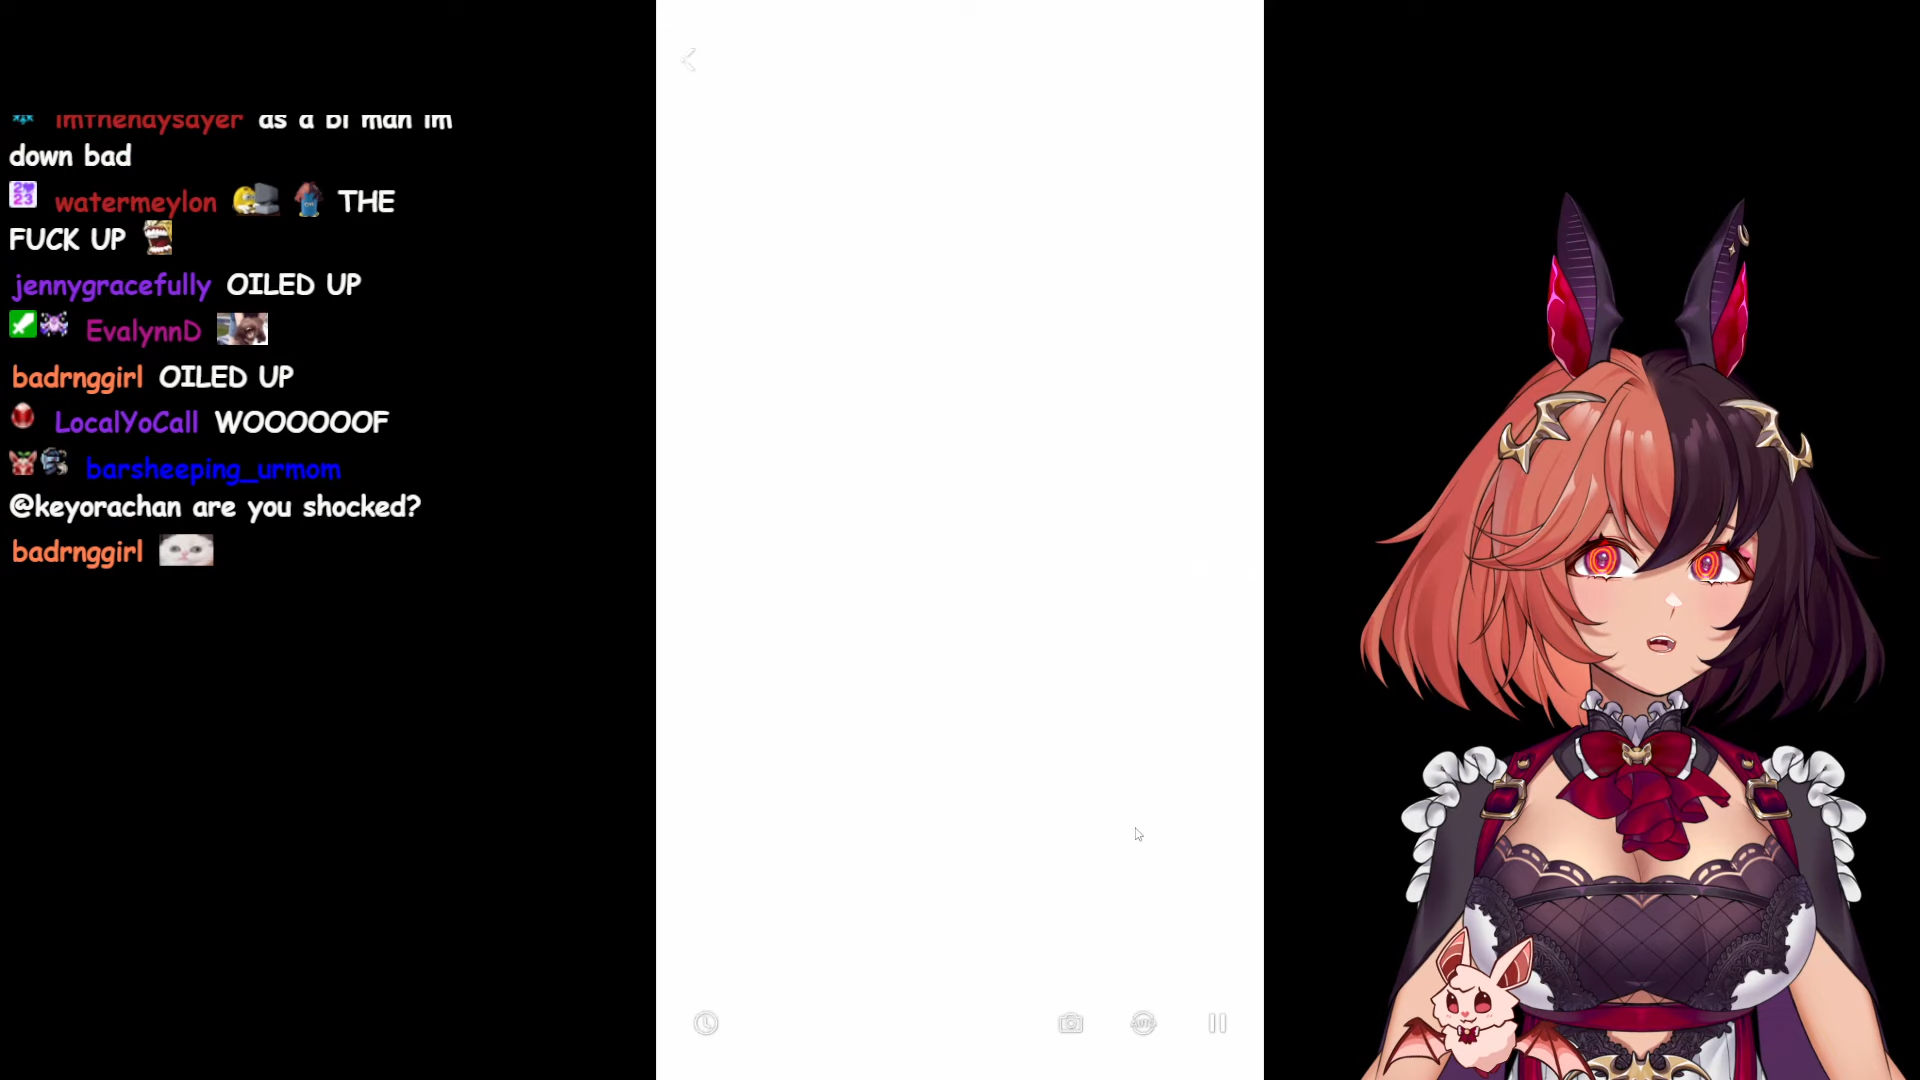 imthenaysayer as a bi man im
down bad
watermeylon THE
FUCK UP
jennygracefully OILED UP
EvalynnD
badrnggirl OILED UP
LocalYoCall WOOOOOOF
barsheeping_urmom
@keyorachan are you shocked?
badrnggirl
AUTO